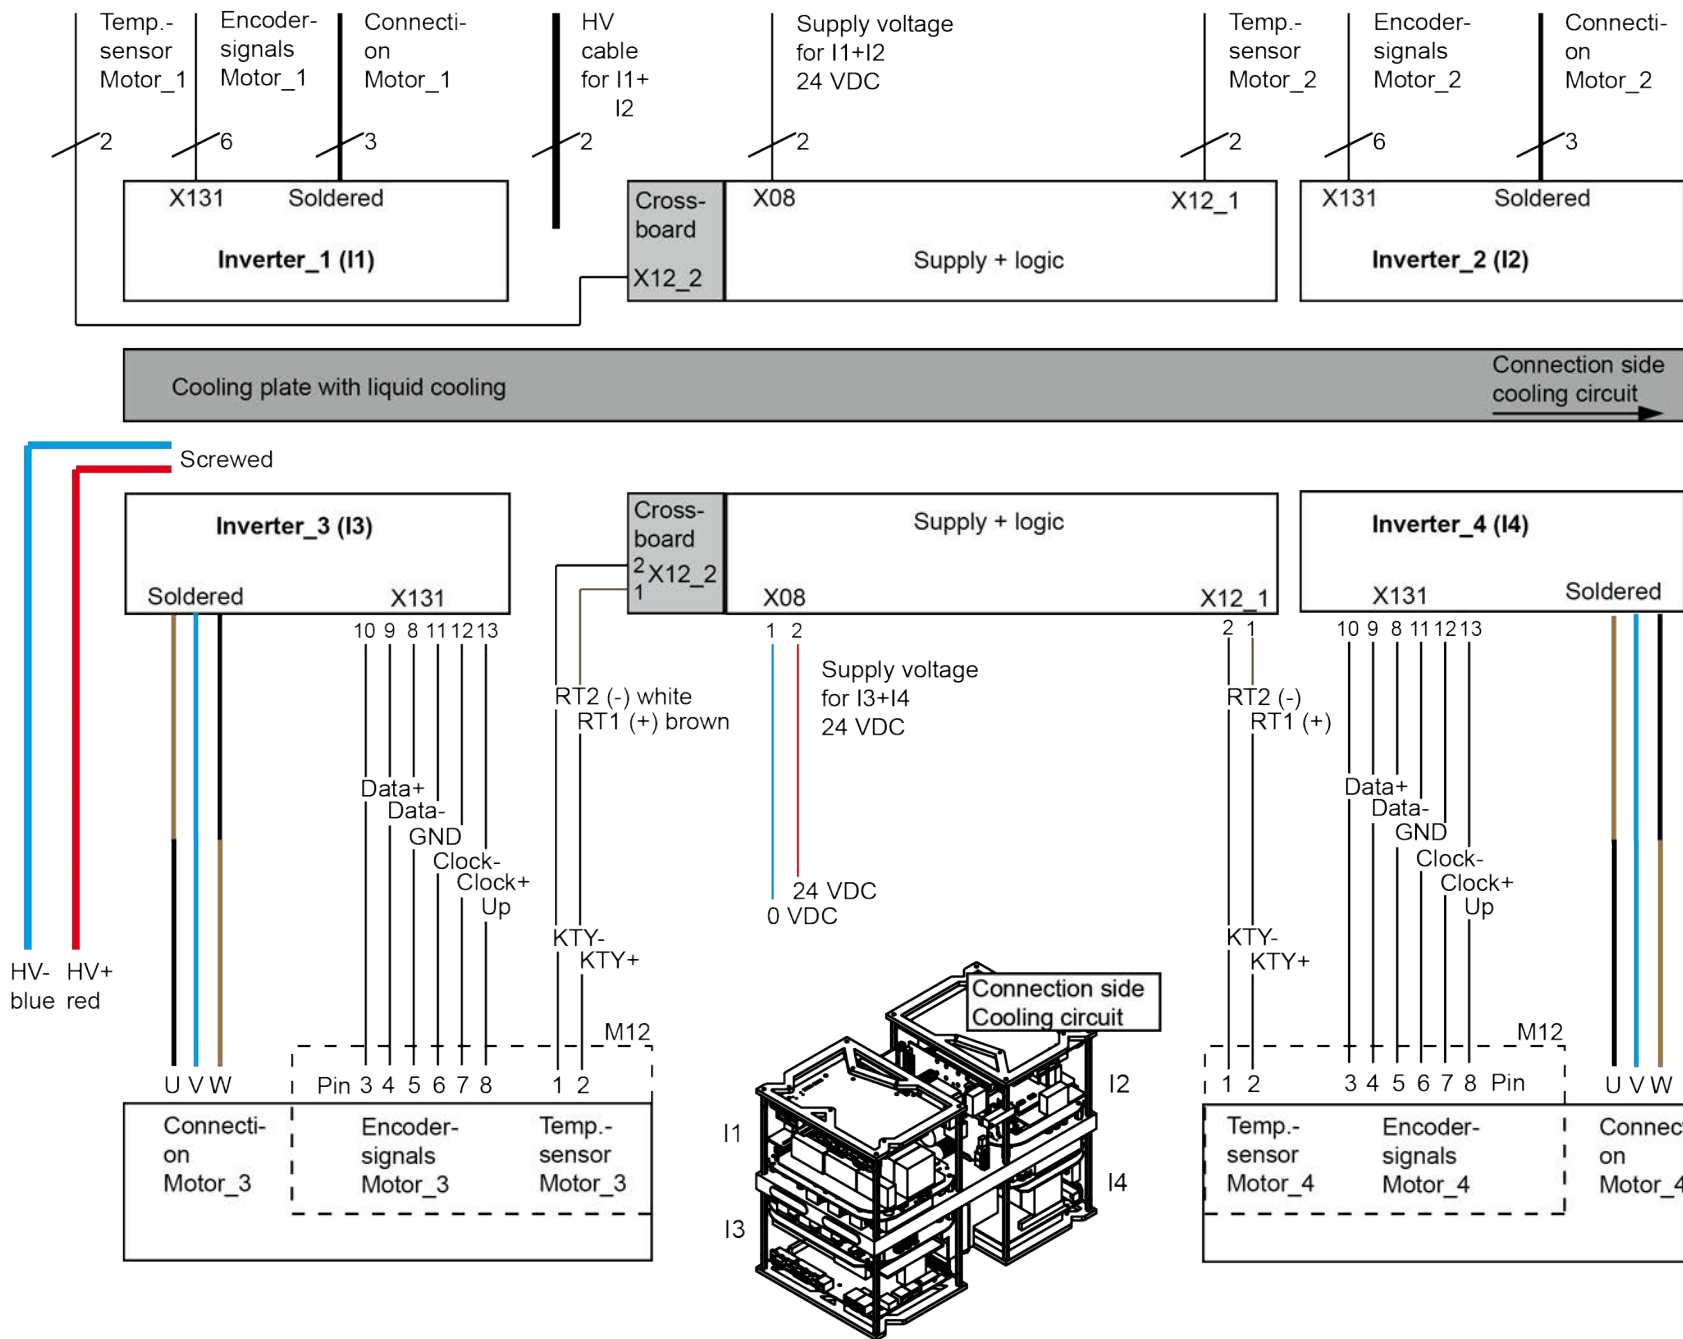 Temp.-
sensor
Motor_1
Encoder-
signals
Motor_1
Connecti-
on
Motor_1
HV
cable
for I1+
I2
Supply voltage
for I1+I2
24 VDC
Temp.-
sensor
Motor_2
Encoder-
signals
Motor_2
Connecti-
on
Motor_2
2
6
3
2
2
2
6
3
X131
Soldered
Inverter_1 (I1)
Cross-
board
X12_2
X08
X12_1
Supply + logic
X131
Soldered
Inverter_2 (I2)
Cooling plate with liquid cooling
Connection side
cooling circuit
Screwed
Inverter_3 (I3)
Soldered
X131
Cross-
board
2
X12_2
1
Supply + logic
X08
X12_1
Inverter_4 (I4)
X131
Soldered
10 9 8 11 12 13
1 2
2 1
10 9 8 11 12 13
Supply voltage
for I3+I4
24 VDC
RT2 (-) white
RT1 (+) brown
RT2 (-)
RT1 (+)
Data+
Data-
GND
Clock-
Clock+
Up
24 VDC
0 VDC
Data+
Data-
GND
Clock-
Clock+
Up
KTY-
KTY+
KTY-
KTY+
HV-
blue
HV+
red
Connection side
Cooling circuit
M12
M12
U V W
Pin 3 4 5 6 7 8
1 2
1 2
3 4 5 6 7 8 Pin
U V W
Connecti-
on
Motor_3
Encoder-
signals
Motor_3
Temp.-
sensor
Motor_3
I1
I2
I3
I4
Temp.-
sensor
Motor_4
Encoder-
signals
Motor_4
Connec
on
Motor_4